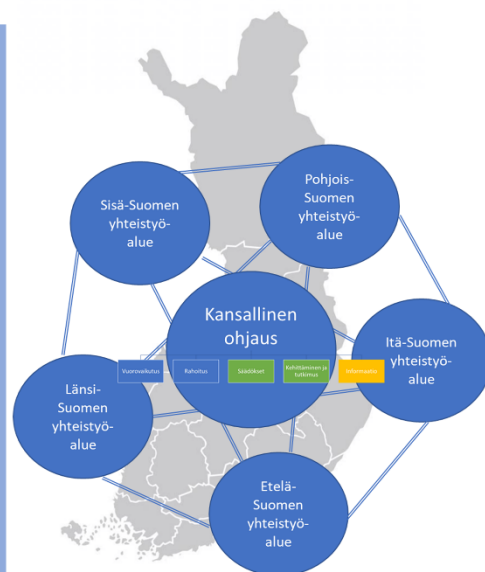 Pohjois-
Suomen
yhteistyö-
alue
Sisä-Suomen
yhteistyö-
alue
Kansallinen
ohjaus
Itä-Suomen
yhteistyö-
alue
Vuorovaikutus
Rahoitus
Säädökset
Kehittäminen ja
tutkimus
Informaatio
Länsi-
Suomen
yhteistyö-
alue
Etelä-
Suomen
yhteistyö-
alue